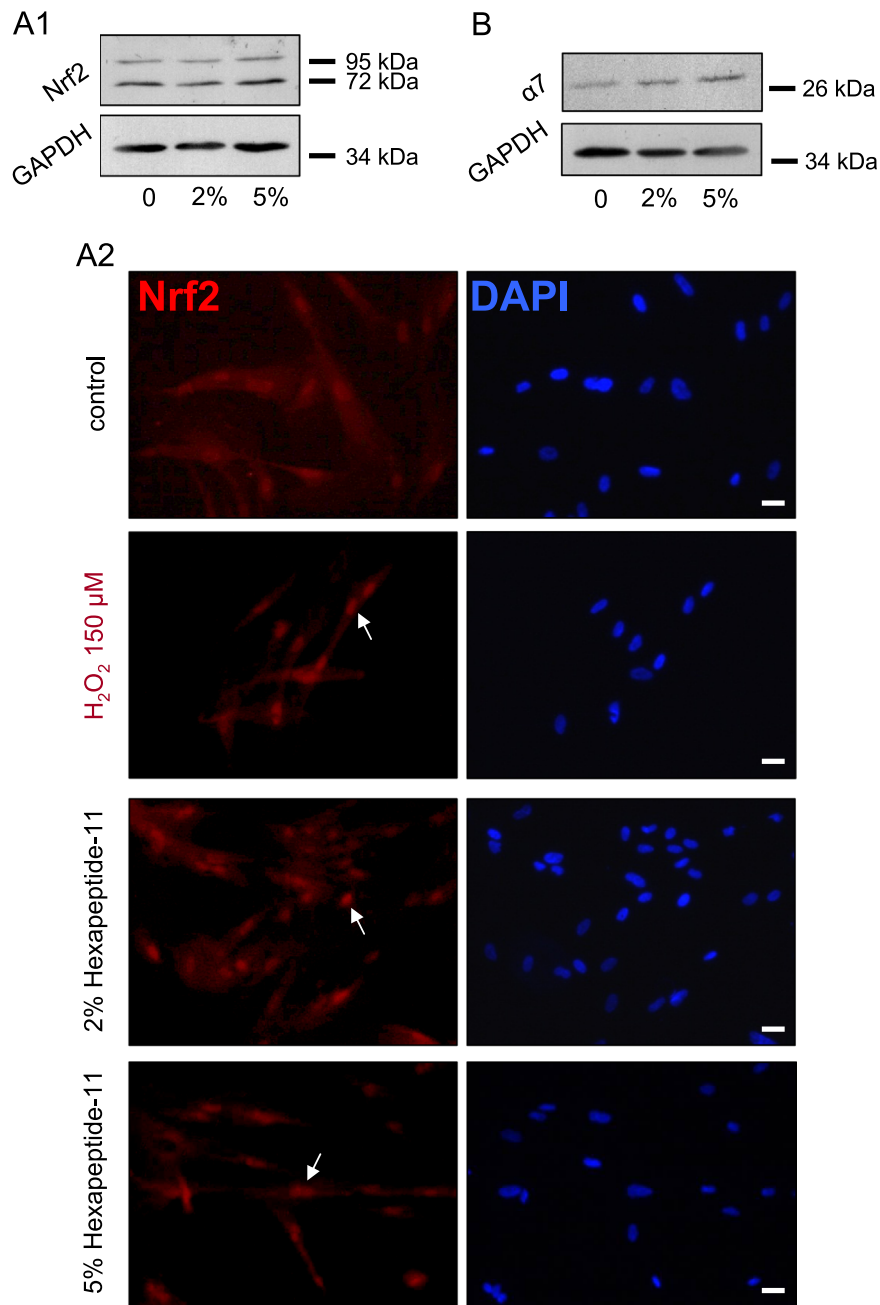 A1
Nrf2
95 kDa
72 kDa
GAPDH
34 kDa
0 2% 5%
B
α7
26 kDa
GAPDH
34 kDa
0 2% 5%
A2
Nrf2 DAPI
control
H₂O₂ 150 µM
2% Hexapeptide-11
5% Hexapeptide-11